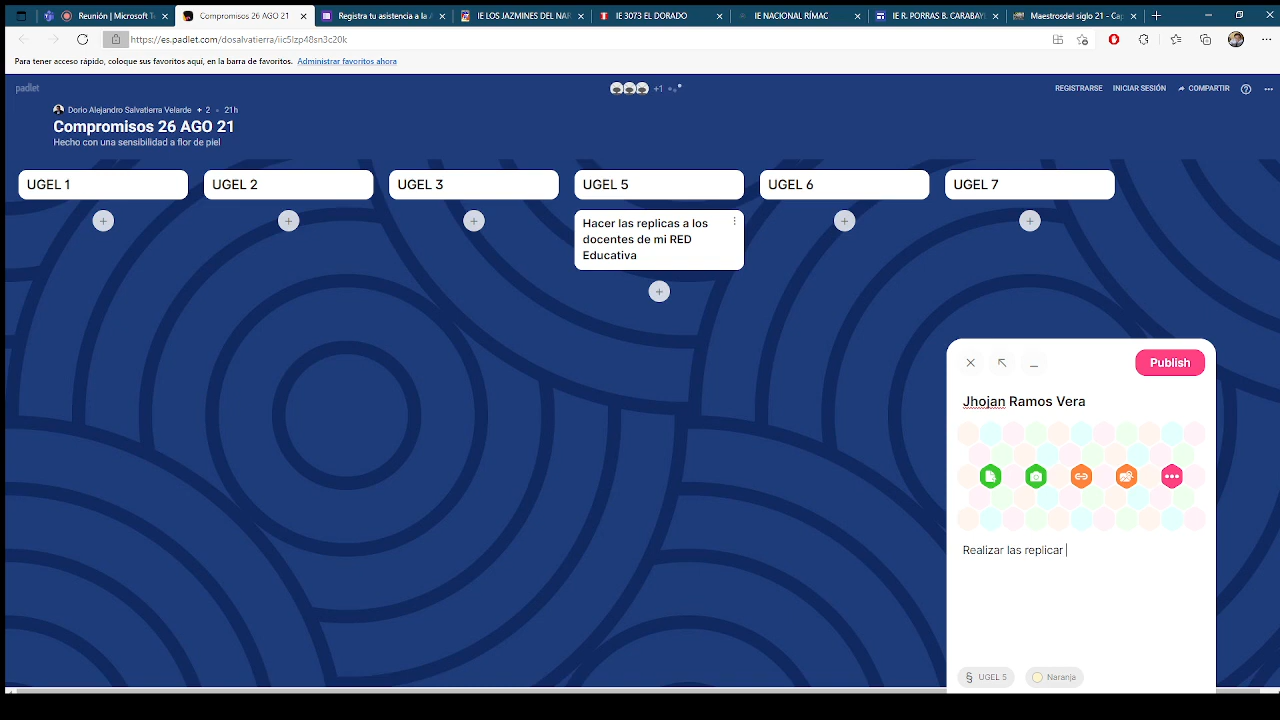 Reunión | Microsoft T
Compromisos 26 AGO 21
Registra tu asistencia a la
IE LOS JAZMINES DEL NAR
IE 3073 EL DORADO
IE NACIONAL RÍMAC
IE R. PORRAS B. CARABAYL
Maestrosdel siglo 21 - Ca
https://es.padlet.com/dosalvatierra/iic5lzp48sn3c20k
Para tener acceso rápido, coloque sus favoritos aquí, en la barra de favoritos. Administrar favoritos ahora
padlet
+1
REGISTRARSE
INICIAR SESIÓN
COMPARTIR
Dorio Alejandro Salvatierra Velarde + 2 • 21h
Compromisos 26 AGO 21
Hecho con una sensibilidad a flor de piel
UGEL 1
UGEL 2
UGEL 3
UGEL 5
UGEL 6
UGEL 7
Hacer las replicas a los
docentes de mi RED
Educativa
Publish
Jhojan Ramos Vera
Realizar las replicar
UGEL 5
Naranja